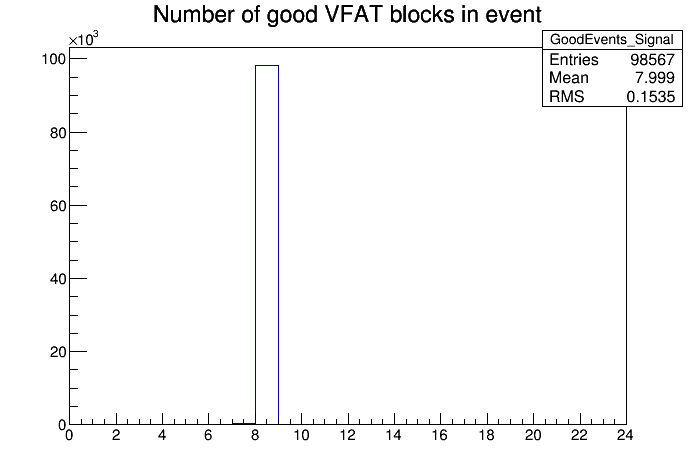 Number of good VFAT blocks in event
×10³
GoodEvents_Signal
Entries 98567
Mean 7.999
RMS 0.1535
100
80
60
40
20
0
0 2 4 6 8 10 12 14 16 18 20 22 24